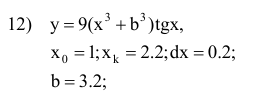 12) y = 9(x³ + b³)tgx,
x₀ = 1; xₖ = 2.2; dx = 0.2;
b = 3.2;